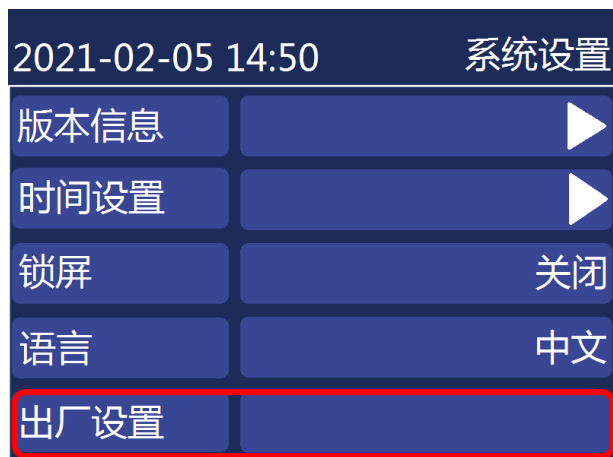 2021-02-05 14:50 系统设置
版本信息
时间设置
锁屏 关闭
语言 中文
出厂设置